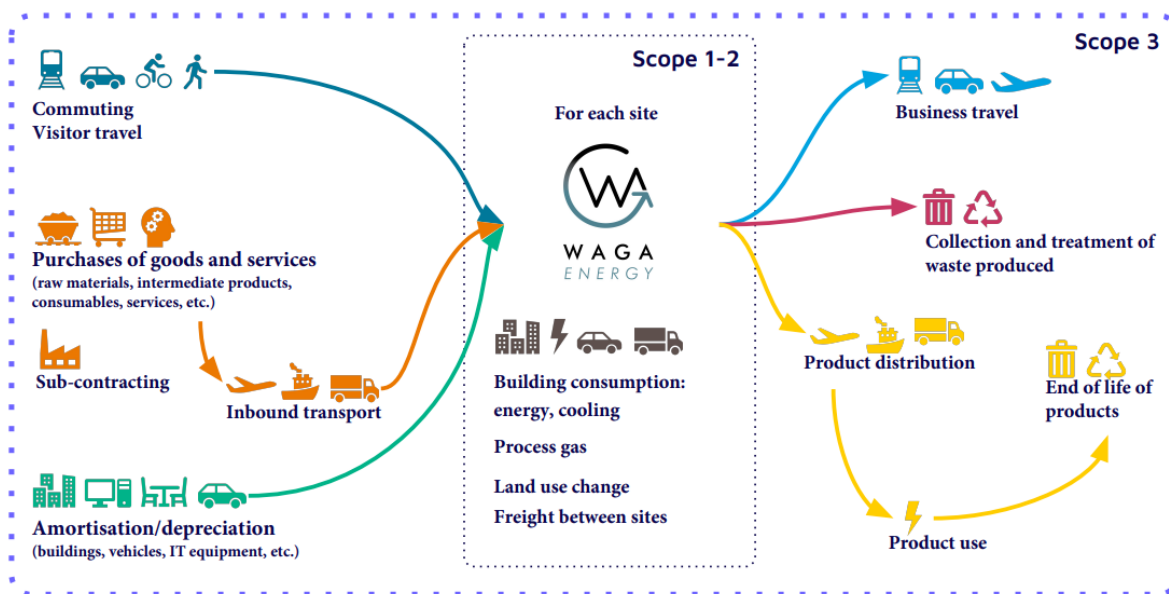 Scope 3
Scope 1-2
Commuting
Visitor travel
Purchases of goods and services
(raw materials, intermediate products,
consumables, services, etc.)
Sub-contracting
Inbound transport
Amortisation/depreciation
(buildings, vehicles, IT equipment, etc.)
For each site
WAGA
ENERGY
Building consumption:
energy, cooling
Process gas
Land use change
Freight between sites
Business travel
Collection and treatment of
waste produced
Product distribution
End of life of
products
Product use